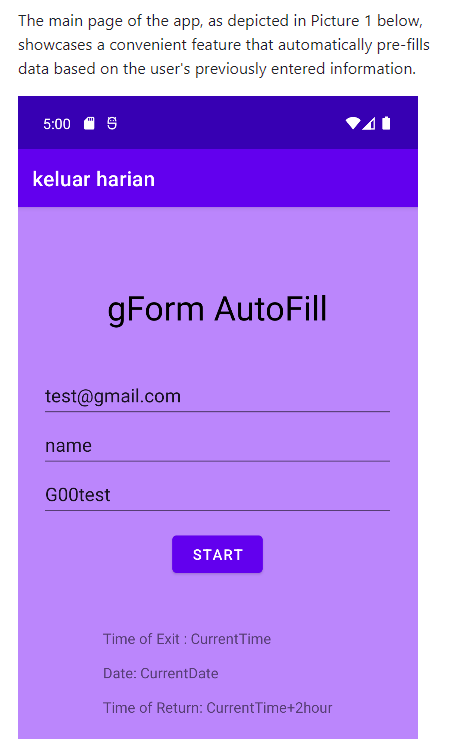 The main page of the app, as depicted in Picture 1 below,
showcases a convenient feature that automatically pre-fills
data based on the user's previously entered information.
5:00
keluar harian
gForm AutoFill
test@gmail.com
name
G00test
START
Time of Exit : CurrentTime
Date: CurrentDate
Time of Return: CurrentTime+2hour